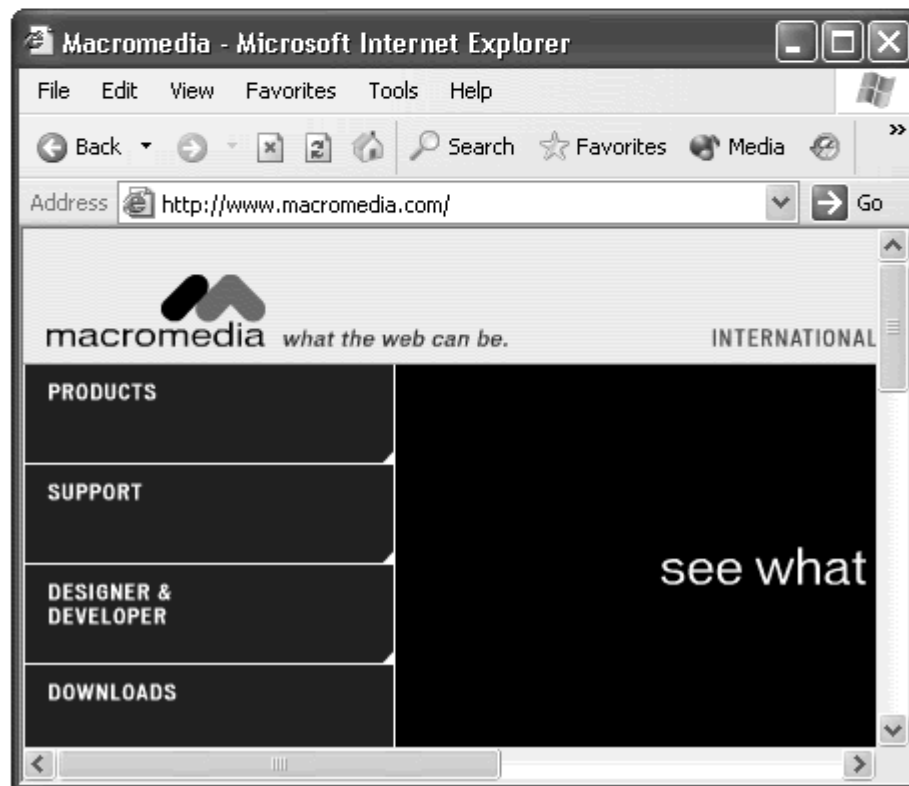 Macromedia - Microsoft Internet Explorer
File Edit View Favorites Tools Help
Back Search Favorites Media »
Address http://www.macromedia.com/ Go
macromedia what the web can be. INTERNATIONAL
PRODUCTS
SUPPORT
see what
DESIGNER &
DEVELOPER
DOWNLOADS